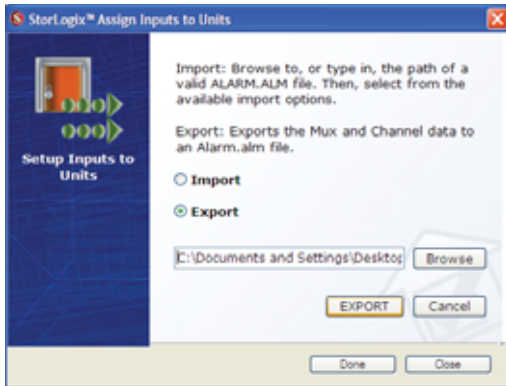 StorLogix™ Assign Inputs to Units
Setup Inputs to
Units
Import: Browse to, or type in, the path of a
valid ALARM.ALM file. Then, select from the
available import options.
Export: Exports the Mux and Channel data to
an Alarm.alm file.
Import
Export
C:\Documents and Settings\Desktop
Browse
EXPORT
Cancel
Done
Close